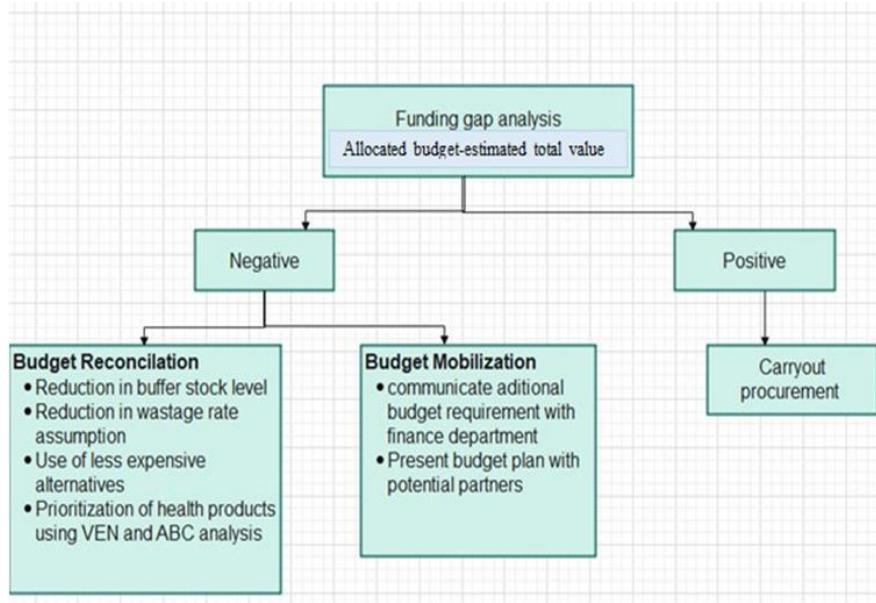 Funding gap analysis
Allocated budget-estimated total value
Negative
Positive
Budget Reconcilation
• Reduction in buffer stock level
• Reduction in wastage rate
assumption
• Use of less expensive
alternatives
• Prioritization of health products
using VEN and ABC analysis
Budget Mobilization
• communicate aditional
budget requirement with
finance department
• Present budget plan with
potential partners
Carryout
procurement